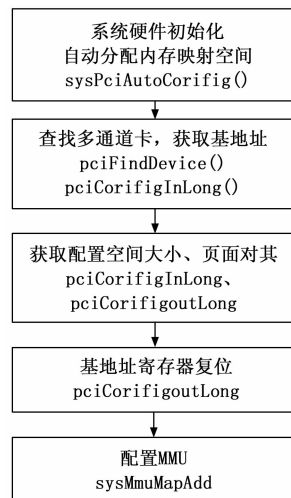 系统硬件初始化
自动分配内存映射空间
sysPciAutoCorifig()
查找多通道卡，获取基地址
pciFindDevice()
pciCorifigInLong()
获取配置空间大小、页面对其
pciCorifigInLong、
pciCorifigoutLong
基地址寄存器复位
pciCorifigoutLong
配置MMU
sysMmuMapAdd